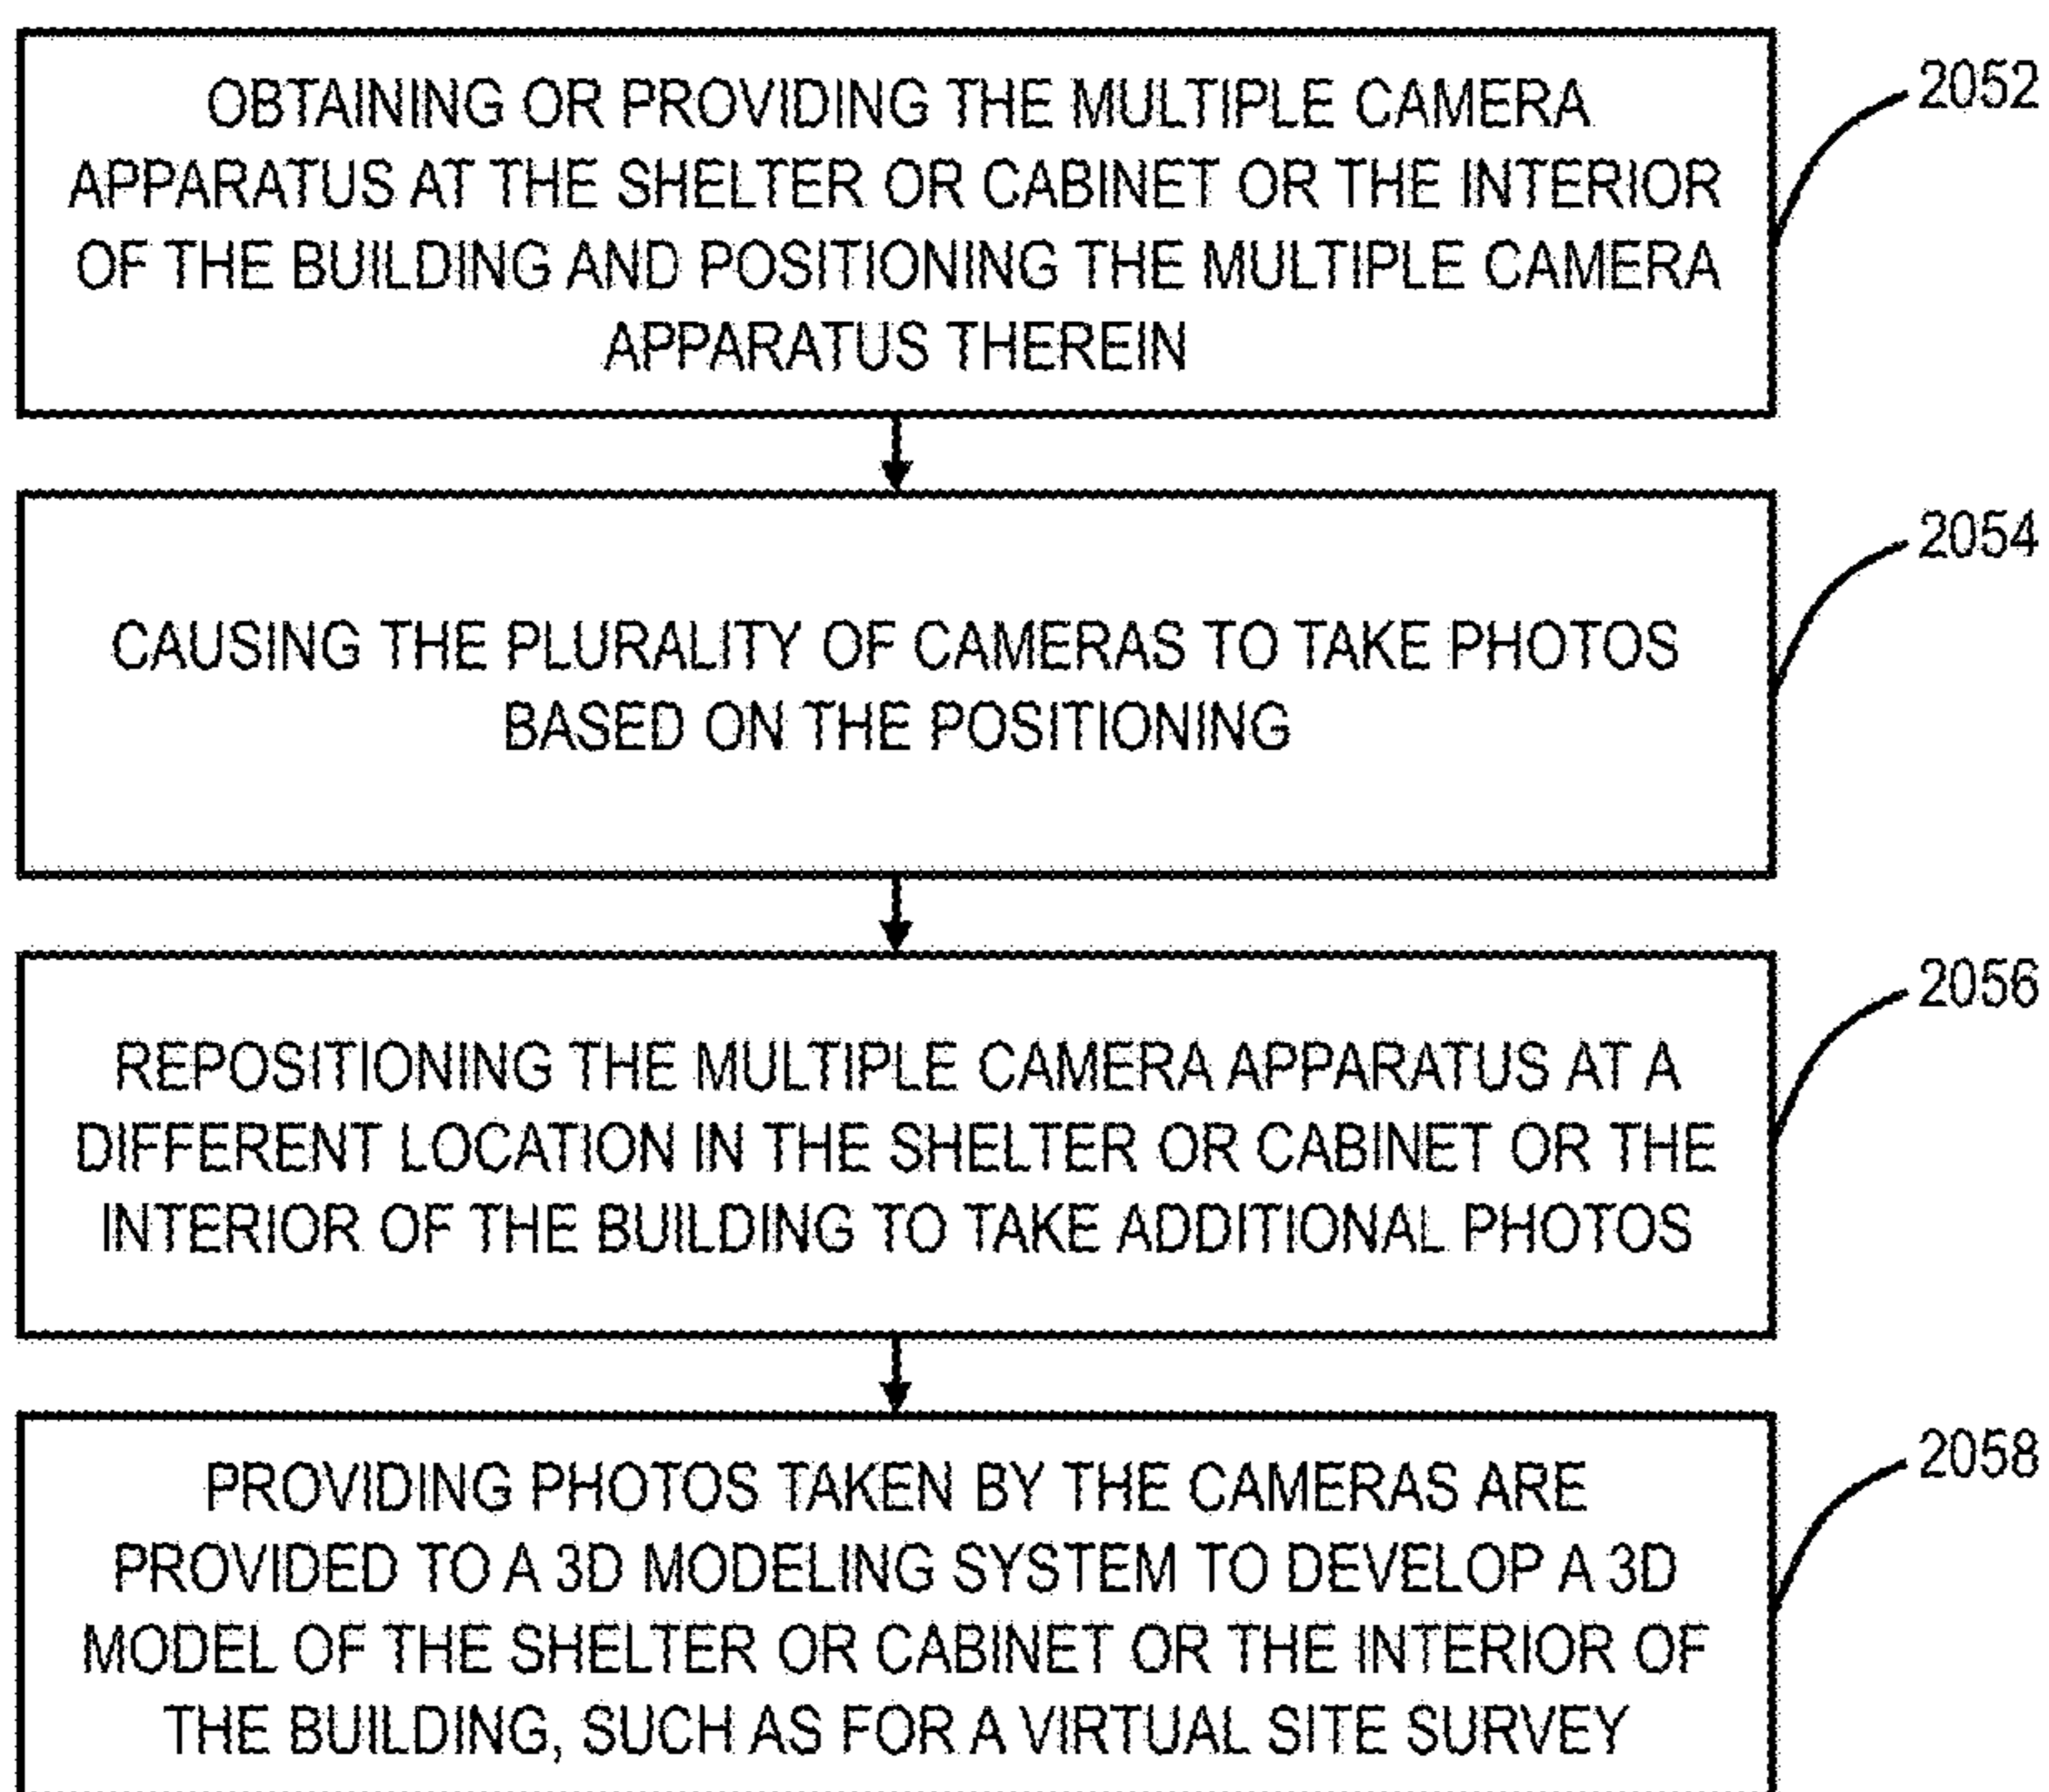 OBTAINING OR PROVIDING THE MULTIPLE CAMERA
APPARATUS AT THE SHELTER OR CABINET OR THE INTERIOR
OF THE BUILDING AND POSITIONING THE MULTIPLE CAMERA
APPARATUS THEREIN
2052
CAUSING THE PLURALITY OF CAMERAS TO TAKE PHOTOS
BASED ON THE POSITIONING
2054
REPOSITIONING THE MULTIPLE CAMERA APPARATUS AT A
DIFFERENT LOCATION IN THE SHELTER OR CABINET OR THE
INTERIOR OF THE BUILDING TO TAKE ADDITIONAL PHOTOS
2056
PROVIDING PHOTOS TAKEN BY THE CAMERAS ARE
PROVIDED TO A 3D MODELING SYSTEM TO DEVELOP A 3D
MODEL OF THE SHELTER OR CABINET OR THE INTERIOR OF
THE BUILDING, SUCH AS FOR A VIRTUAL SITE SURVEY
2058